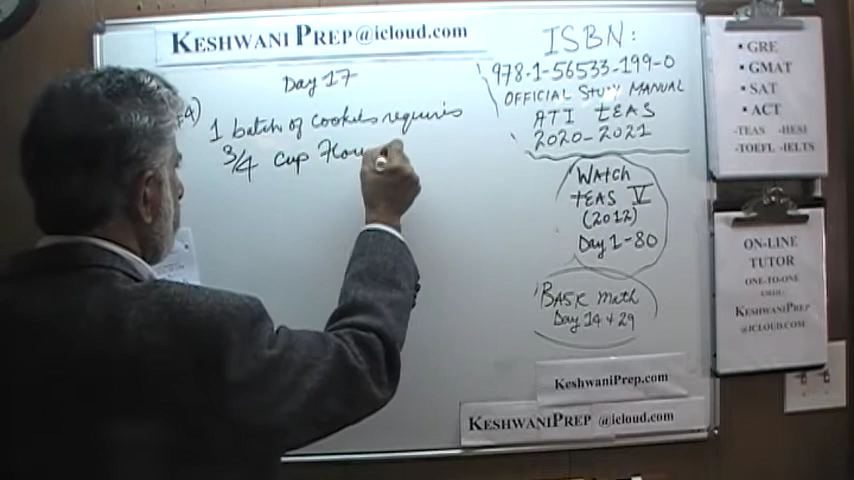 KESHWANI PREP@icloud.com
Day 17
1 batch of Cookies requires
3/4 Cup Flour
ISBN:
978-1-56533-199-0
OFFICIAL STUDY MANUAL
ATI TEAS
2020-2021
WATCH
TEAS V
(2012)
Day 1-80
BASIC Math
Day 14 & 29
KESHWANIPREP.com
KESHWANIPREP @icloud.com
• GRE
• GMAT
• SAT
• ACT
-TEAS -HESI
-TOEFL -IELTS
ON-LINE
TUTOR
ONE-TO-ONE
KESHWANIPREP
@ICLOUD.COM